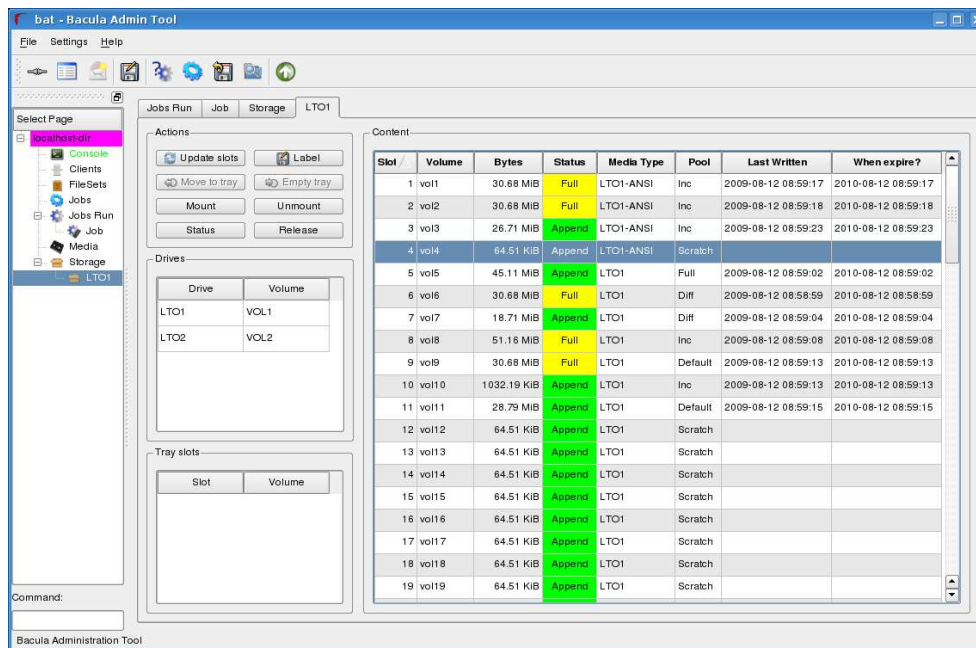 bat - Bacula Admin Tool
File Settings Help
Select Page
localhost-dir
Console
Clients
FileSets
Jobs
Jobs Run
Job
Media
Storage
LTO1
Command:
Bacula Administration Tool
Jobs Run Job Storage LTO1
Actions
Update slots Label
Move to tray Empty tray
Mount Unmount
Status Release
Drives
Drive Volume
LTO1 VOL1
LTO2 VOL2
Tray slots
Slot Volume
Content
Slot Volume Bytes Status Media Type Pool Last Written When expire?
1 vol1 30.68 MiB Full LTO1-ANSI Inc 2009-08-12 08:59:17 2010-08-12 08:59:17
2 vol2 30.68 MiB Full LTO1-ANSI Inc 2009-08-12 08:59:18 2010-08-12 08:59:18
3 vol3 26.71 MiB Append LTO1-ANSI Inc 2009-08-12 08:59:23 2010-08-12 08:59:23
4 vol4 64.51 KiB Append LTO1-ANSI Scratch
5 vol5 45.11 MiB Append LTO1 Full 2009-08-12 08:59:02 2010-08-12 08:59:02
6 vol6 30.68 MiB Full LTO1 Diff 2009-08-12 08:58:59 2010-08-12 08:58:59
7 vol7 18.71 MiB Append LTO1 Diff 2009-08-12 08:59:04 2010-08-12 08:59:04
8 vol8 51.16 MiB Full LTO1 Inc 2009-08-12 08:59:08 2010-08-12 08:59:08
9 vol9 30.68 MiB Full LTO1 Default 2009-08-12 08:59:13 2010-08-12 08:59:13
10 vol10 1032.19 KiB Append LTO1 Inc 2009-08-12 08:59:13 2010-08-12 08:59:13
11 vol11 28.79 MiB Append LTO1 Default 2009-08-12 08:59:15 2010-08-12 08:59:15
12 vol12 64.51 KiB Append LTO1 Scratch
13 vol13 64.51 KiB Append LTO1 Scratch
14 vol14 64.51 KiB Append LTO1 Scratch
15 vol15 64.51 KiB Append LTO1 Scratch
16 vol16 64.51 KiB Append LTO1 Scratch
17 vol17 64.51 KiB Append LTO1 Scratch
18 vol18 64.51 KiB Append LTO1 Scratch
19 vol19 64.51 KiB Append LTO1 Scratch